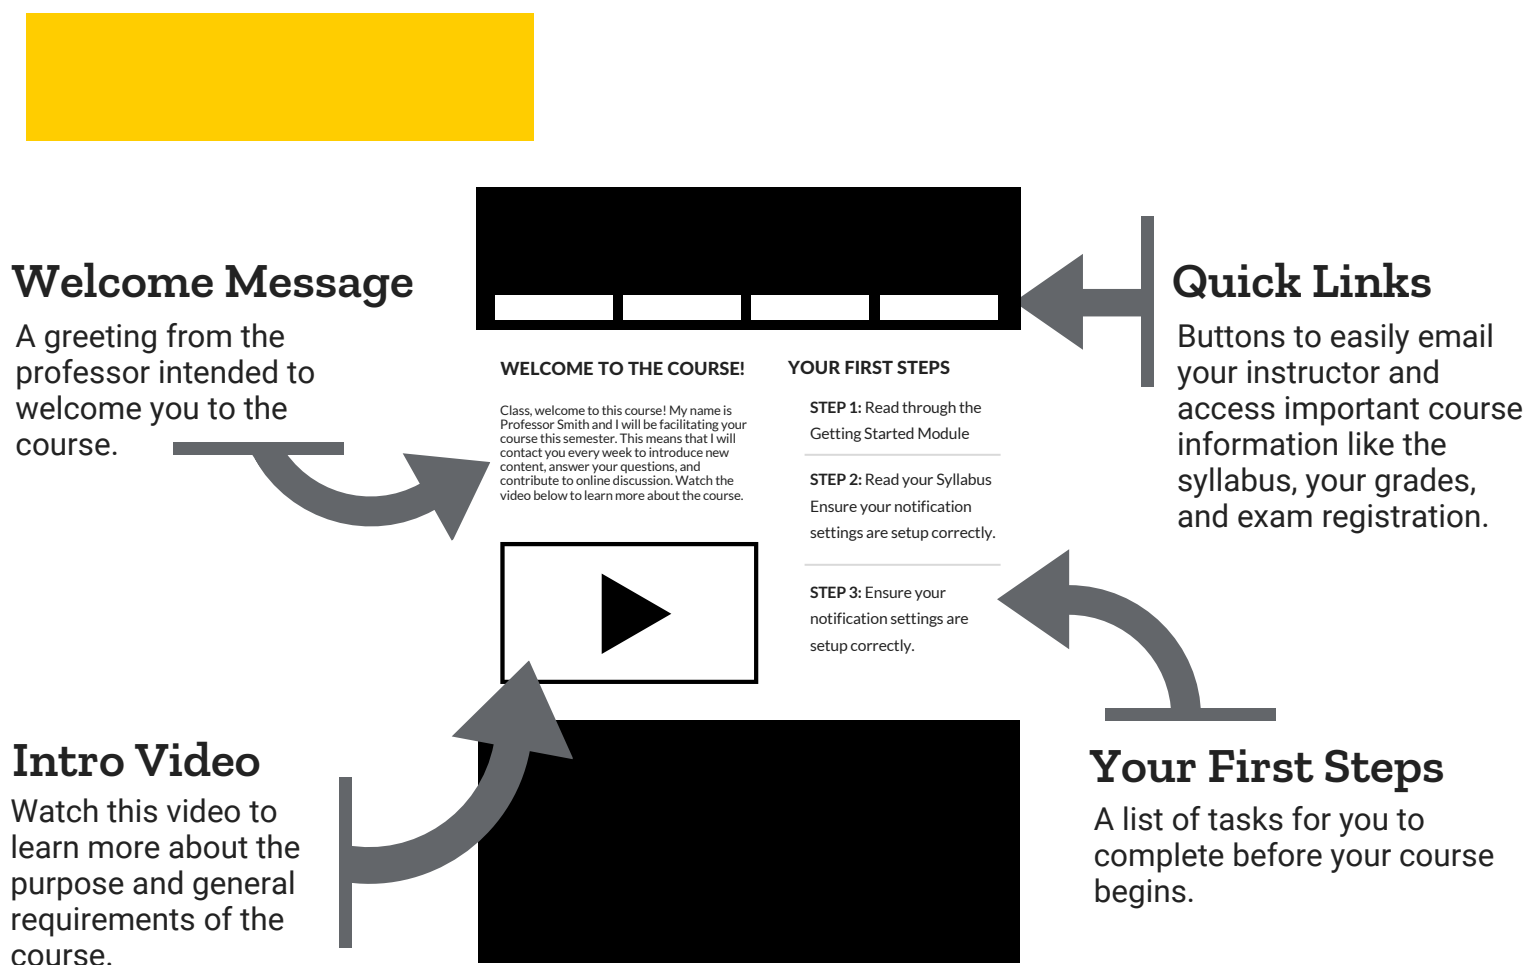 Welcome Message
A greeting from the
professor intended to
welcome you to the
course.
Quick Links
Buttons to easily email
your instructor and
access important course
information like the
syllabus, your grades,
and exam registration.
WELCOME TO THE COURSE!
Class, welcome to this course! My name is
Professor Smith and I will be facilitating your
course this semester. This means that I will
contact you every week to introduce new
content, answer your questions, and
contribute to online discussion. Watch the
video below to learn more about the course.
YOUR FIRST STEPS
STEP 1: Read through the
Getting Started Module
STEP 2: Read your Syllabus
Ensure your notification
settings are setup correctly.
STEP 3: Ensure your
notification settings are
setup correctly.
Intro Video
Watch this video to
learn more about the
purpose and general
requirements of the
course.
Your First Steps
A list of tasks for you to
complete before your course
begins.